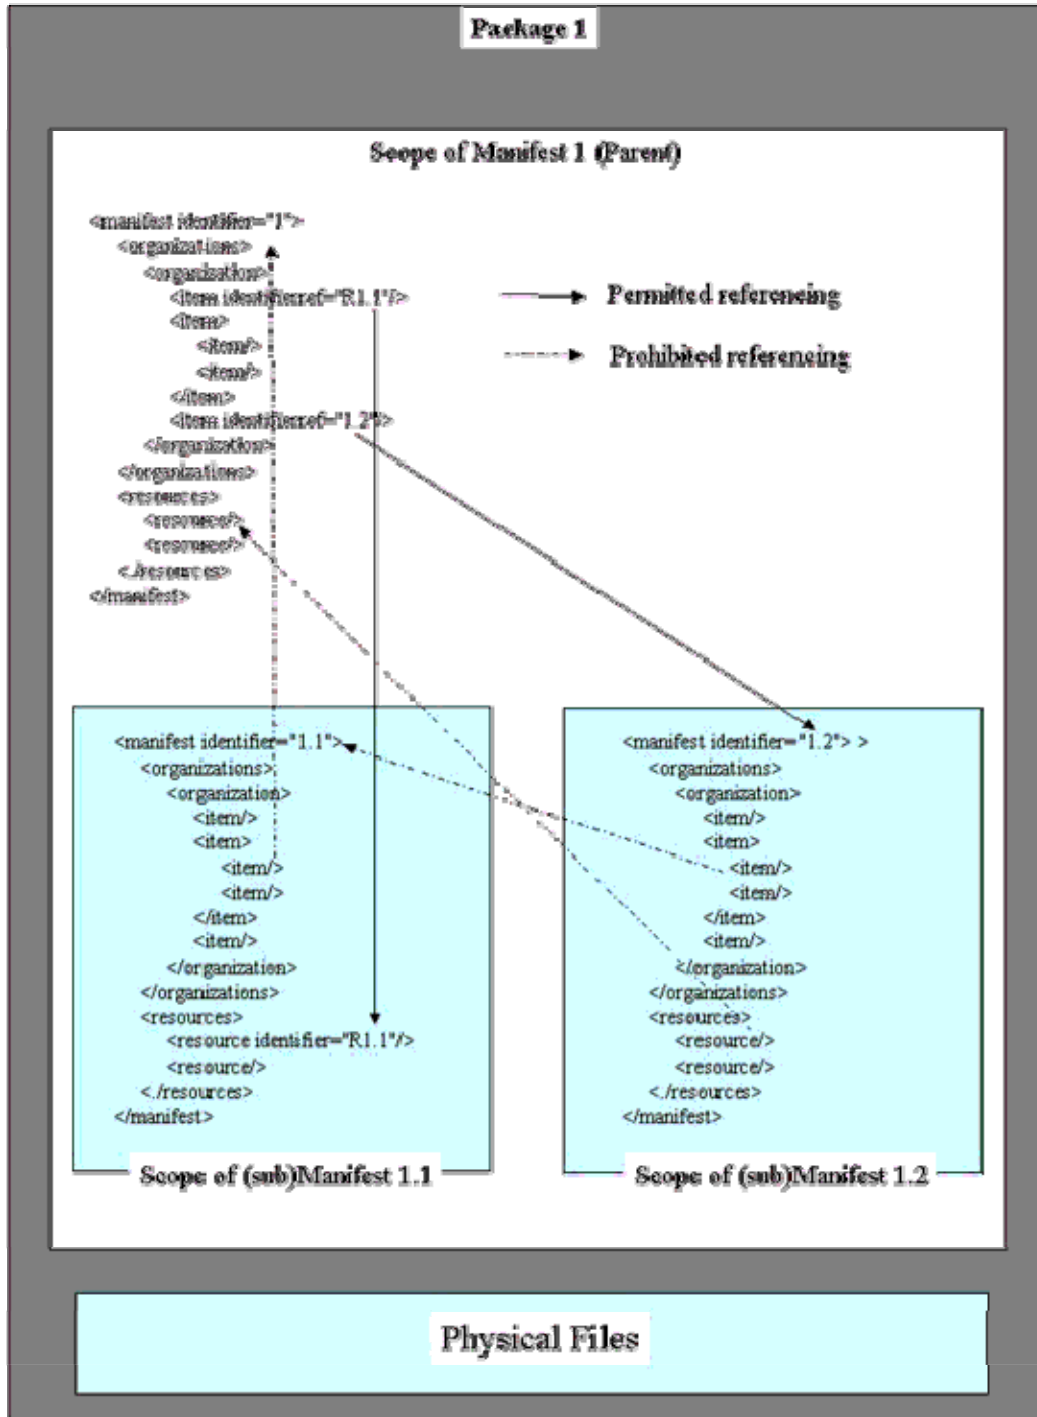 Package 1
Scope of Manifest 1 (Parent)
<manifest identifier="1">
<organizations>
<organization>
<item identifierref="R1.1"/>
<item>
<item/>
<item/>
</item>
<item identifierref="1.2"/>
</organization>
</organizations>
<resources>
<resource/>
<resource/>
<./resources>
</manifest>
Permitted referencing
Prohibited referencing
<manifest identifier="1.1">
<organizations>
<organization>
<item/>
<item>
<item/>
<item/>
</item>
<item/>
</organization>
</organizations>
<resources>
<resource identifier="R1.1"/>
<resource/>
<./resources>
</manifest>
Scope of (sub)Manifest 1.1
<manifest identifier="1.2"> >
<organizations>
<organization>
<item/>
<item>
<item/>
<item/>
</item>
<item/>
</organization>
</organizations>
<resources>
<resource/>
<resource/>
<./resources>
</manifest>
Scope of (sub)Manifest 1.2
Physical Files